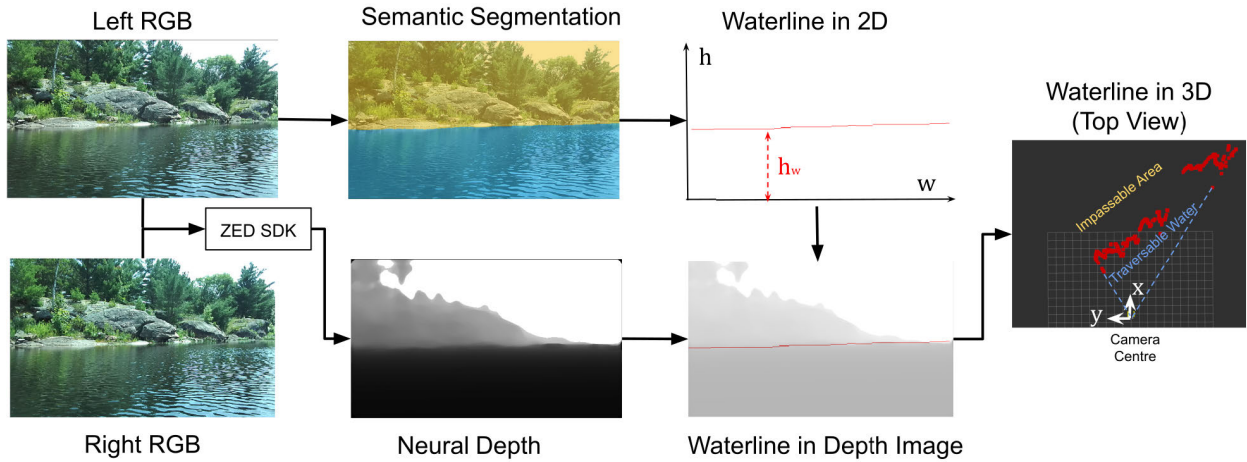 Left RGB
Semantic Segmentation
Waterline in 2D
h
hw
w
Waterline in 3D
(Top View)
Impassable Area
Traversable Water
x
y
Camera
Centre
ZED SDK
Right RGB
Neural Depth
Waterline in Depth Image